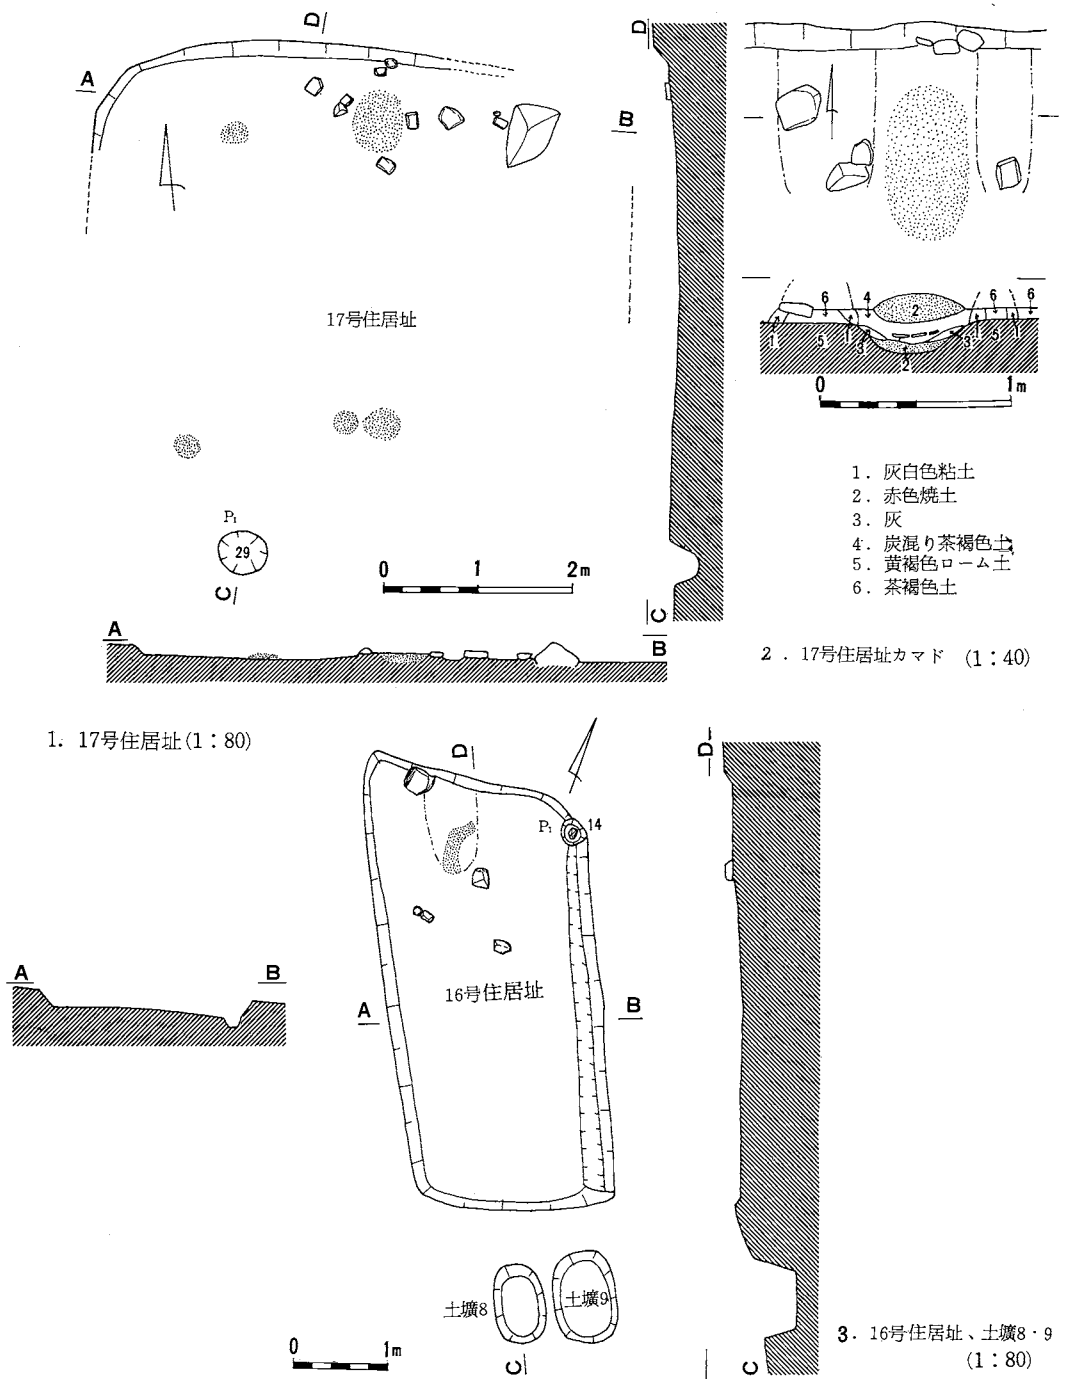 D
A
B
17号住居址
P₁
29
C
0 1 2m
A
B
1. 17号住居址(1:80)
D
C
6 4 2 6 6
1 5 1 3 2 3 1 5 1
0 1m
1. 灰白色粘土
2. 赤色焼土
3. 灰
4. 炭混り茶褐色土
5. 黄褐色ローム土
6. 茶褐色土
2. 17号住居址カマド (1:40)
D
P₁ 14
16号住居址
A
B
A
B
土壙8
土壙9
C
0 1m
D
C
3. 16号住居址、土壙8・9
(1:80)